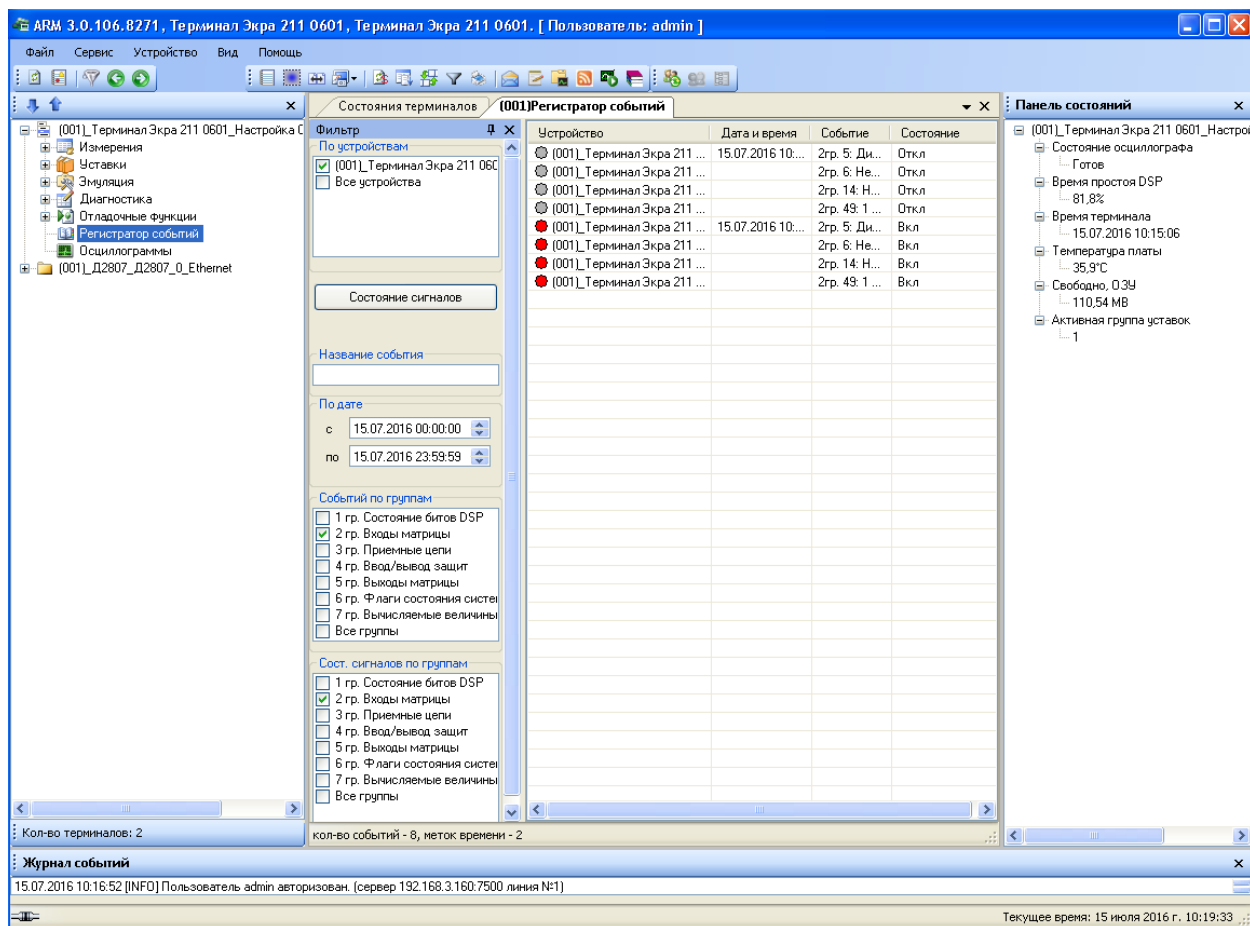 ARM 3.0.106.8271, Терминал Экра 211 0601, Терминал Экра 211 0601. [ Пользователь: admin ]
Файл Сервис Устройство Вид Помощь
(001)_Терминал Экра 211 0601_Настройка С
Измерения
Уставки
Эмуляция
Диагностика
Отладочные функции
Регистратор событий
Осциллограммы
(001)_Д2807_Д2807_0_Ethernet
Кол-во терминалов: 2
Состояния терминалов (001)Регистратор событий
Фильтр
По устройствам
(001)_Терминал Экра 211 060
Все устройства
Состояние сигналов
Название события
По дате
с 15.07.2016 00:00:00
по 15.07.2016 23:59:59
Событий по группам
1 гр. Состояние битов DSP
2 гр. Входы матрицы
3 гр. Приемные цепи
4 гр. Ввод/вывод защит
5 гр. Выходы матрицы
6 гр. Флаги состояния систе
7 гр. Вычисляемые величины
Все группы
Сост. сигналов по группам
1 гр. Состояние битов DSP
2 гр. Входы матрицы
3 гр. Приемные цепи
4 гр. Ввод/вывод защит
5 гр. Выходы матрицы
6 гр. Флаги состояния систе
7 гр. Вычисляемые величины
Все группы
Устройство Дата и время Событие Состояние
(001)_Терминал Экра 211 ... 15.07.2016 10:... 2гр. 5: Ди... Откл
(001)_Терминал Экра 211 ... 2гр. 6: Не... Откл
(001)_Терминал Экра 211 ... 2гр. 14: Н... Откл
(001)_Терминал Экра 211 ... 2гр. 49: 1 ... Откл
(001)_Терминал Экра 211 ... 15.07.2016 10:... 2гр. 5: Ди... Вкл
(001)_Терминал Экра 211 ... 2гр. 6: Не... Вкл
(001)_Терминал Экра 211 ... 2гр. 14: Н... Вкл
(001)_Терминал Экра 211 ... 2гр. 49: 1 ... Вкл
кол-во событий - 8, меток времени - 2
Панель состояний
(001)_Терминал Экра 211 0601_Настрой
Состояние осциллографа
Готов
Время простоя DSP
81,8%
Время терминала
15.07.2016 10:15:06
Температура платы
35,9°C
Свободно, ОЗУ
110,54 MB
Активная группа уставок
1
Журнал событий
15.07.2016 10:16:52 [INFO] Пользователь admin авторизован. (сервер 192.168.3.160:7500 линия №1)
Текущее время: 15 июля 2016 г. 10:19:33